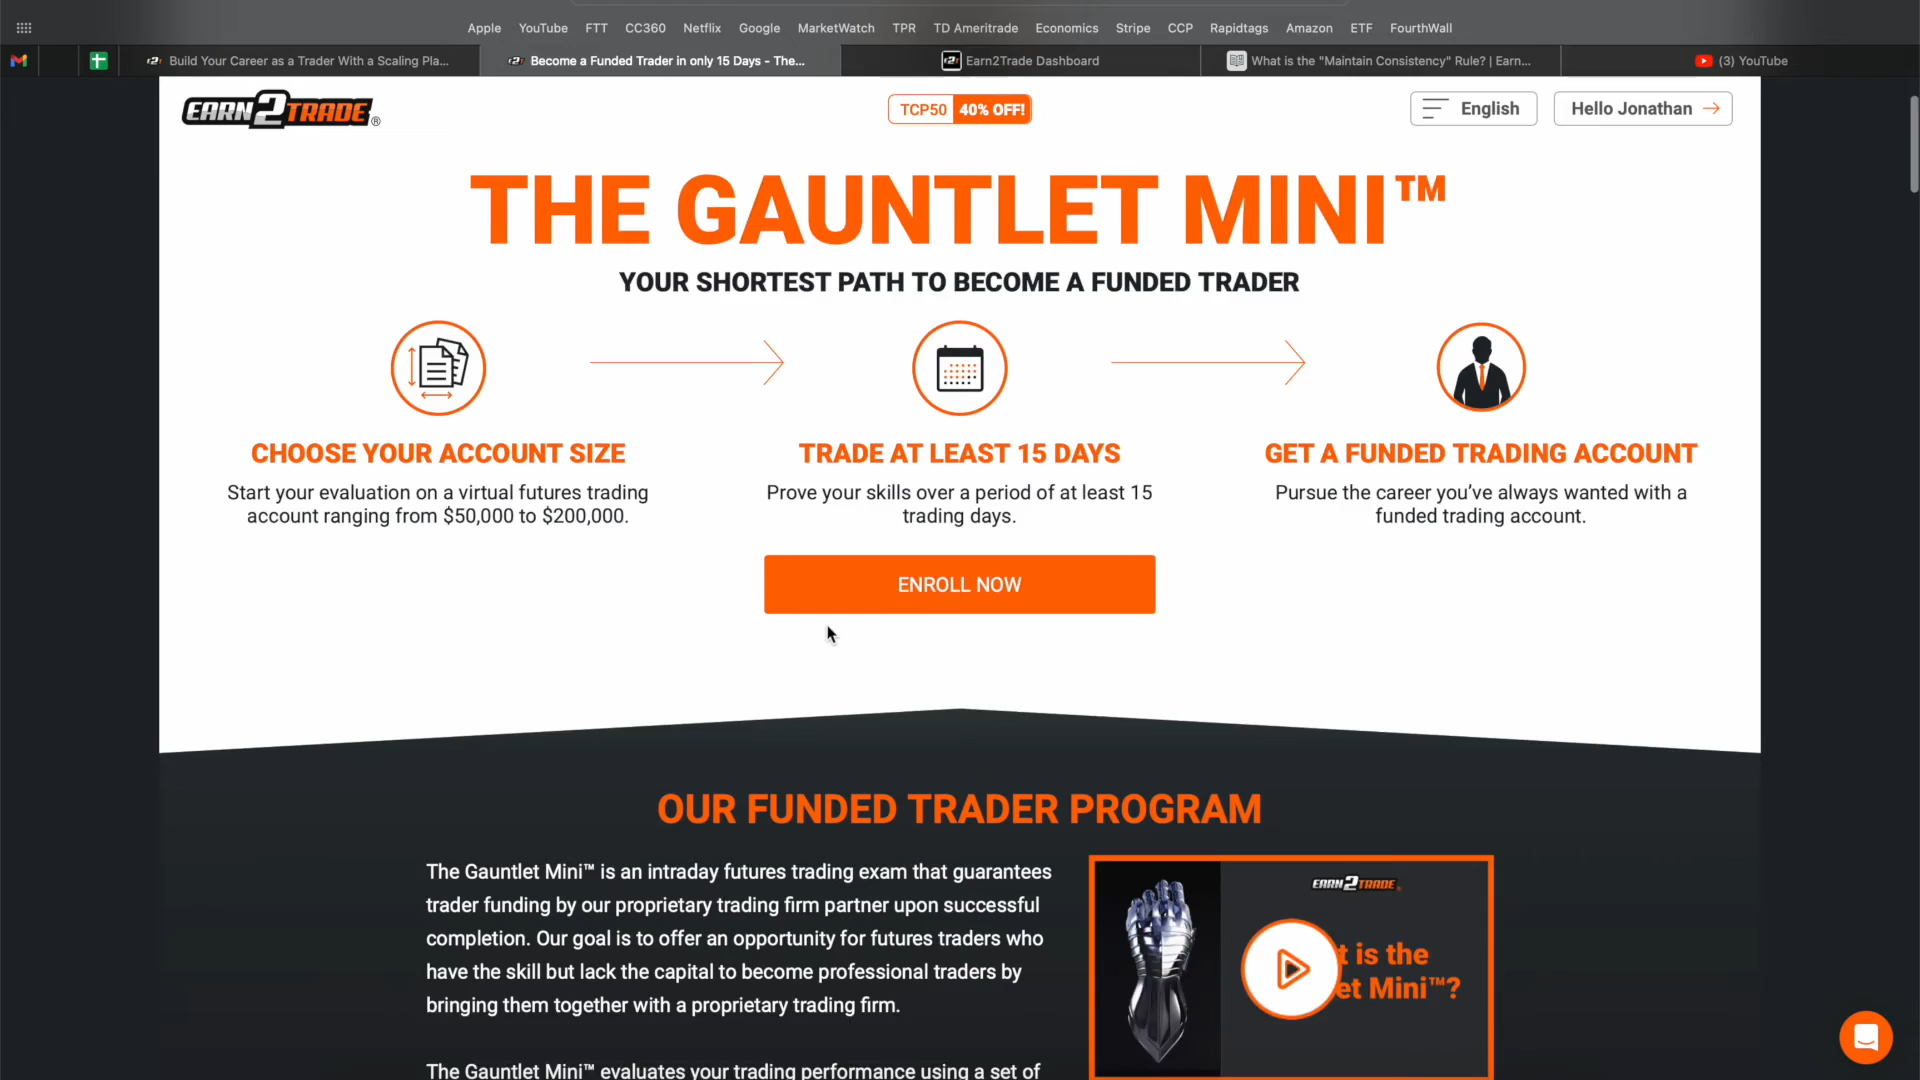 Apple YouTube FTT CC360 Netflix Google MarketWatch TPR TD Ameritrade Economics Stripe CCP Rapidtags Amazon ETF FourthWall
Build Your Career as a Trader With a Scaling Pla...
Become a Funded Trader in only 15 Days - The...
Earn2Trade Dashboard
What is the "Maintain Consistency" Rule? | Earn...
(3) YouTube
EARN2TRADE®
TCP50 40% OFF!
English
Hello Jonathan
THE GAUNTLET MINI™
YOUR SHORTEST PATH TO BECOME A FUNDED TRADER
CHOOSE YOUR ACCOUNT SIZE
Start your evaluation on a virtual futures trading
account ranging from $50,000 to $200,000.
TRADE AT LEAST 15 DAYS
Prove your skills over a period of at least 15
trading days.
GET A FUNDED TRADING ACCOUNT
Pursue the career you’ve always wanted with a
funded trading account.
ENROLL NOW
OUR FUNDED TRADER PROGRAM
The Gauntlet Mini™ is an intraday futures trading exam that guarantees
trader funding by our proprietary trading firm partner upon successful
completion. Our goal is to offer an opportunity for futures traders who
have the skill but lack the capital to become professional traders by
bringing them together with a proprietary trading firm.
The Gauntlet Mini™ evaluates your trading performance using a set of
EARN2TRADE
t is the
et Mini™?